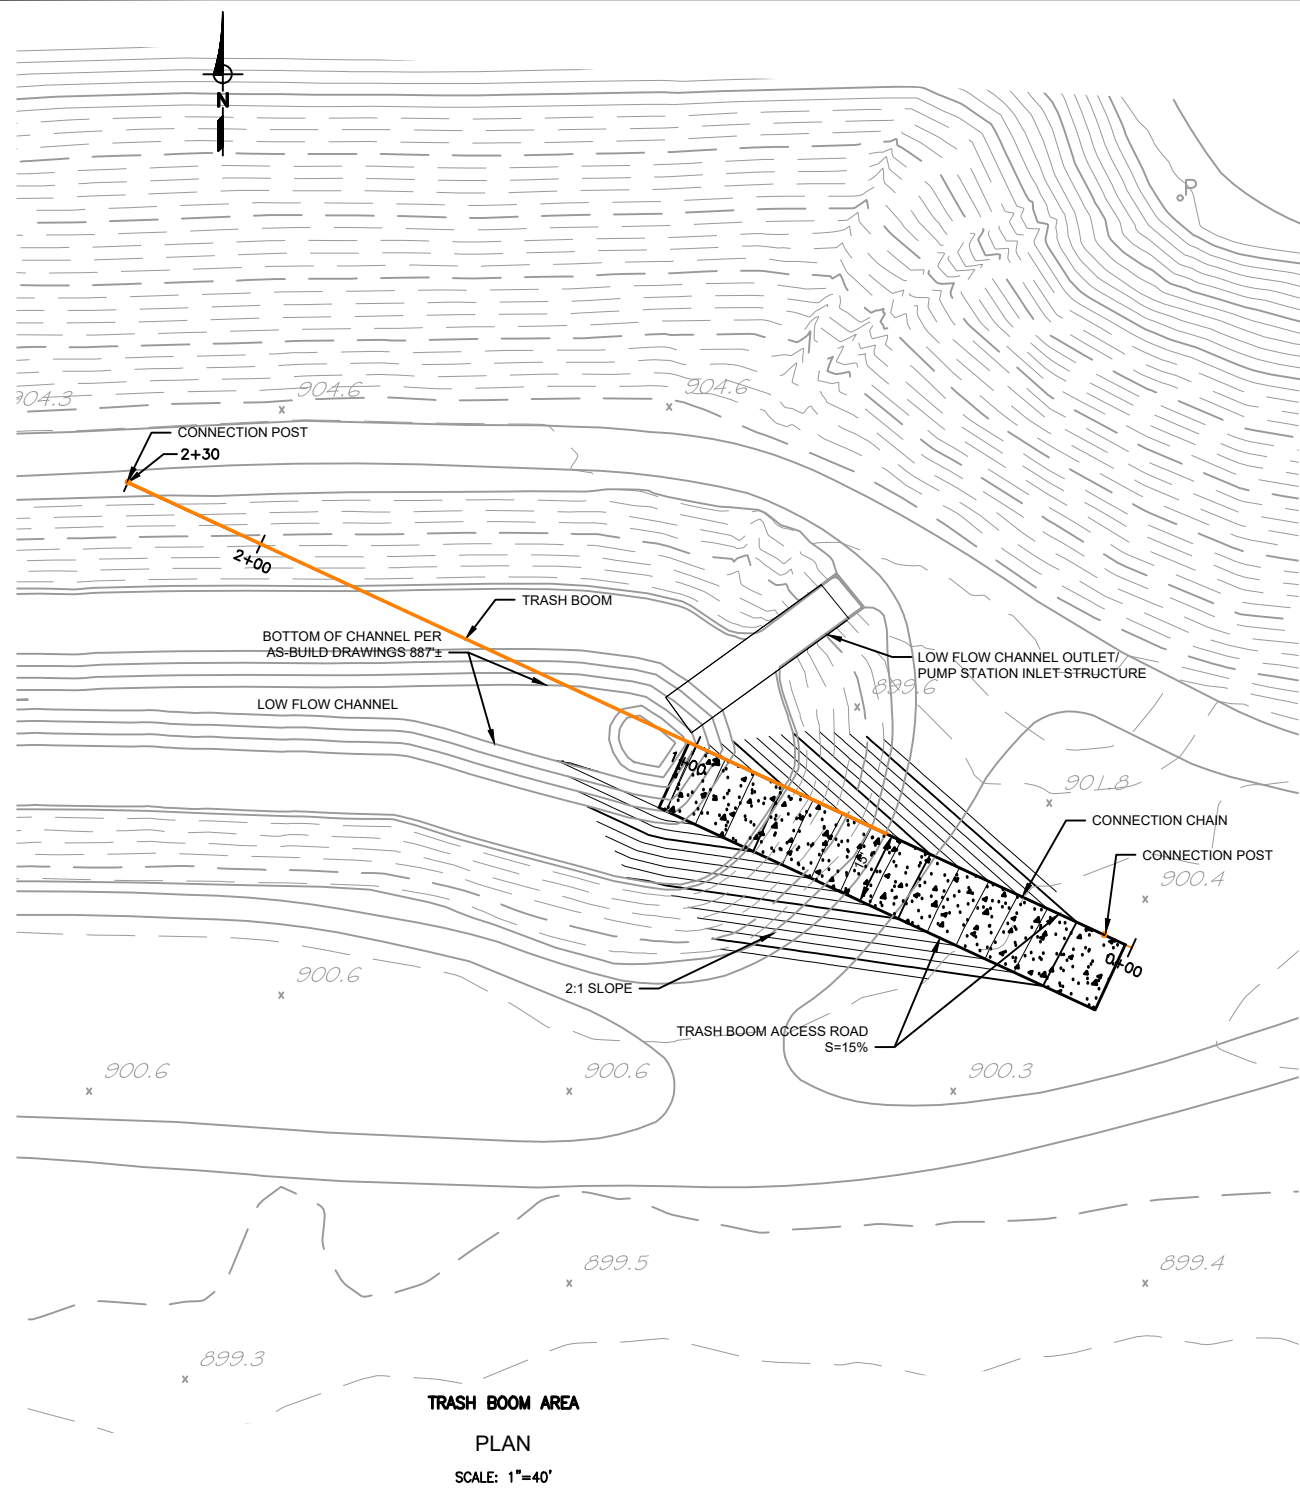 N
P
904.3
904.6
904.6
CONNECTION POST
2+30
2+00
TRASH BOOM
BOTTOM OF CHANNEL PER
AS-BUILD DRAWINGS 887'±
LOW FLOW CHANNEL OUTLET/
PUMP STATION INLET STRUCTURE
899.6
LOW FLOW CHANNEL
1+00
901.8
CONNECTION CHAIN
CONNECTION POST
15
900.4
0+00
900.6
2:1 SLOPE
TRASH BOOM ACCESS ROAD
S=15%
900.6
900.6
900.3
899.5
899.4
899.3
TRASH BOOM AREA
PLAN
SCALE: 1"=40'